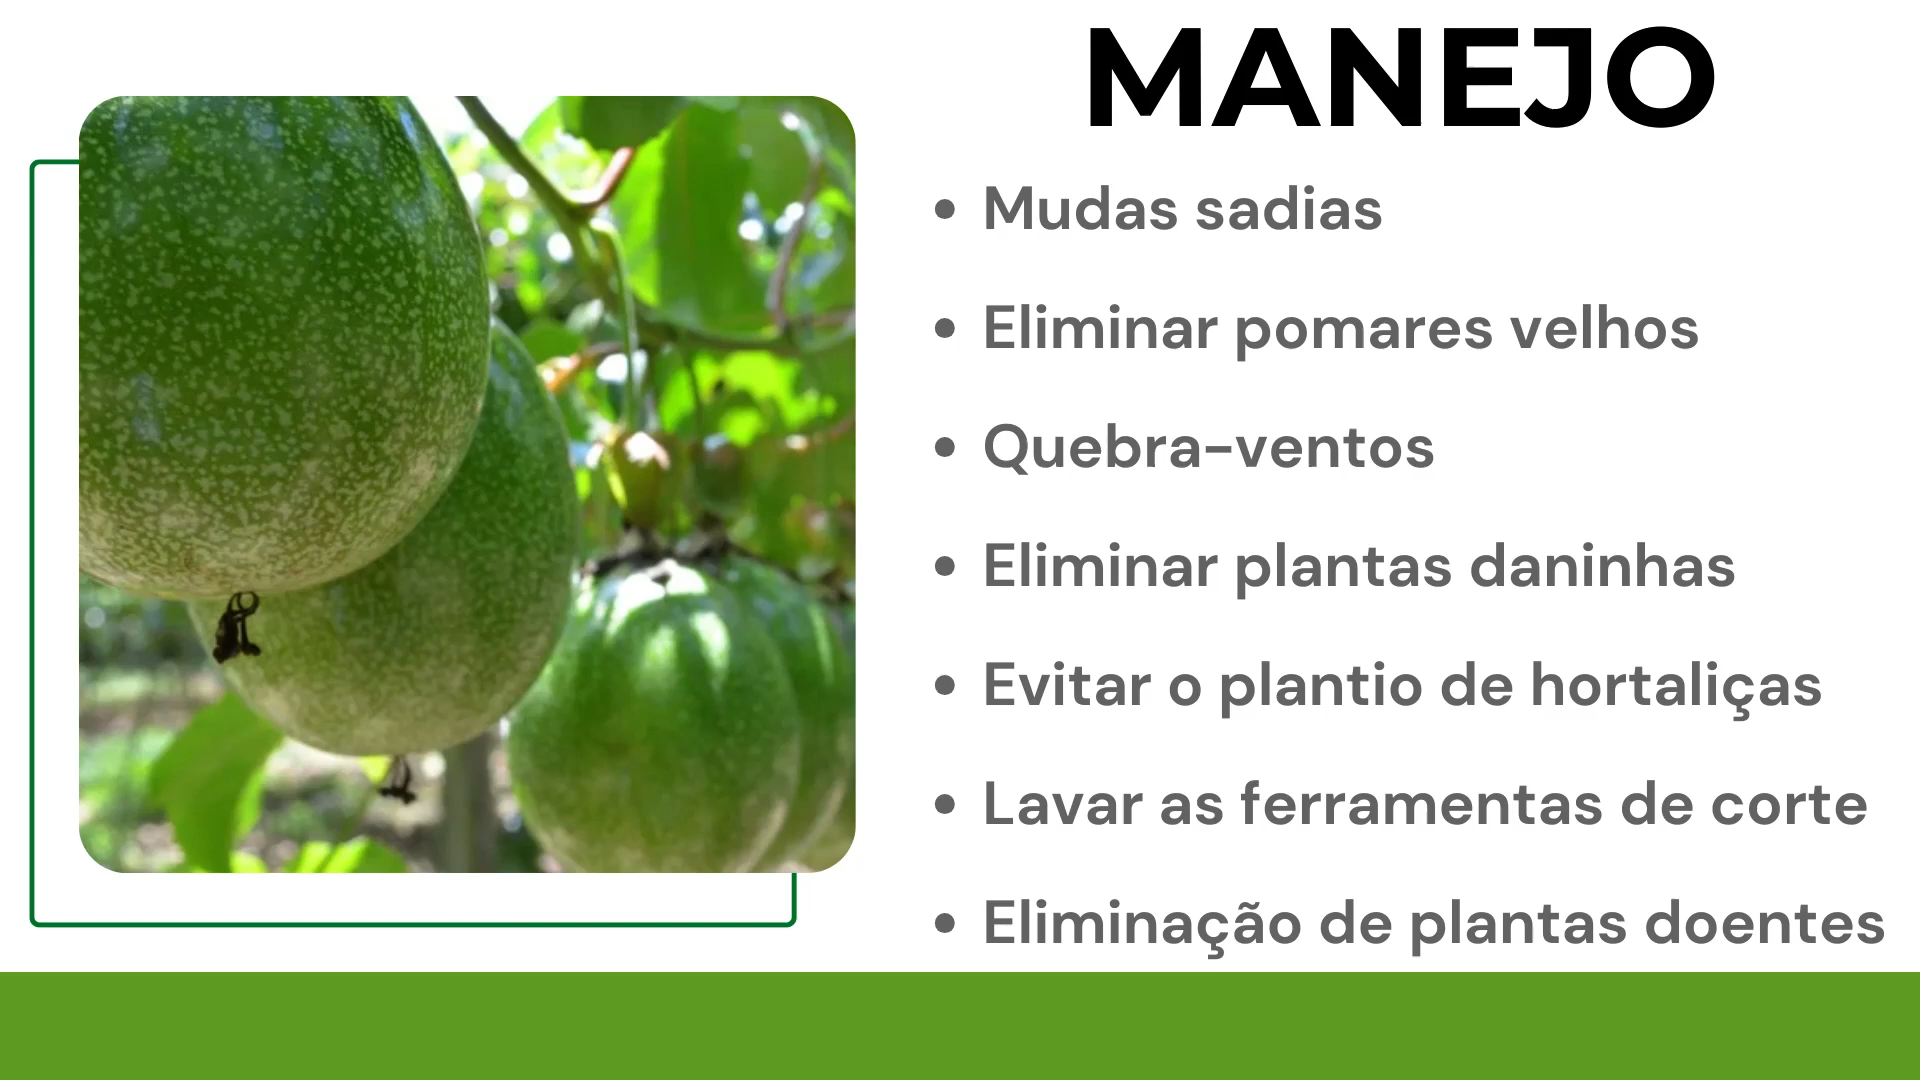 MANEJO
• Mudas sadias
• Eliminar pomares velhos
• Quebra-ventos
• Eliminar plantas daninhas
• Evitar o plantio de hortaliças
• Lavar as ferramentas de corte
• Eliminação de plantas doentes